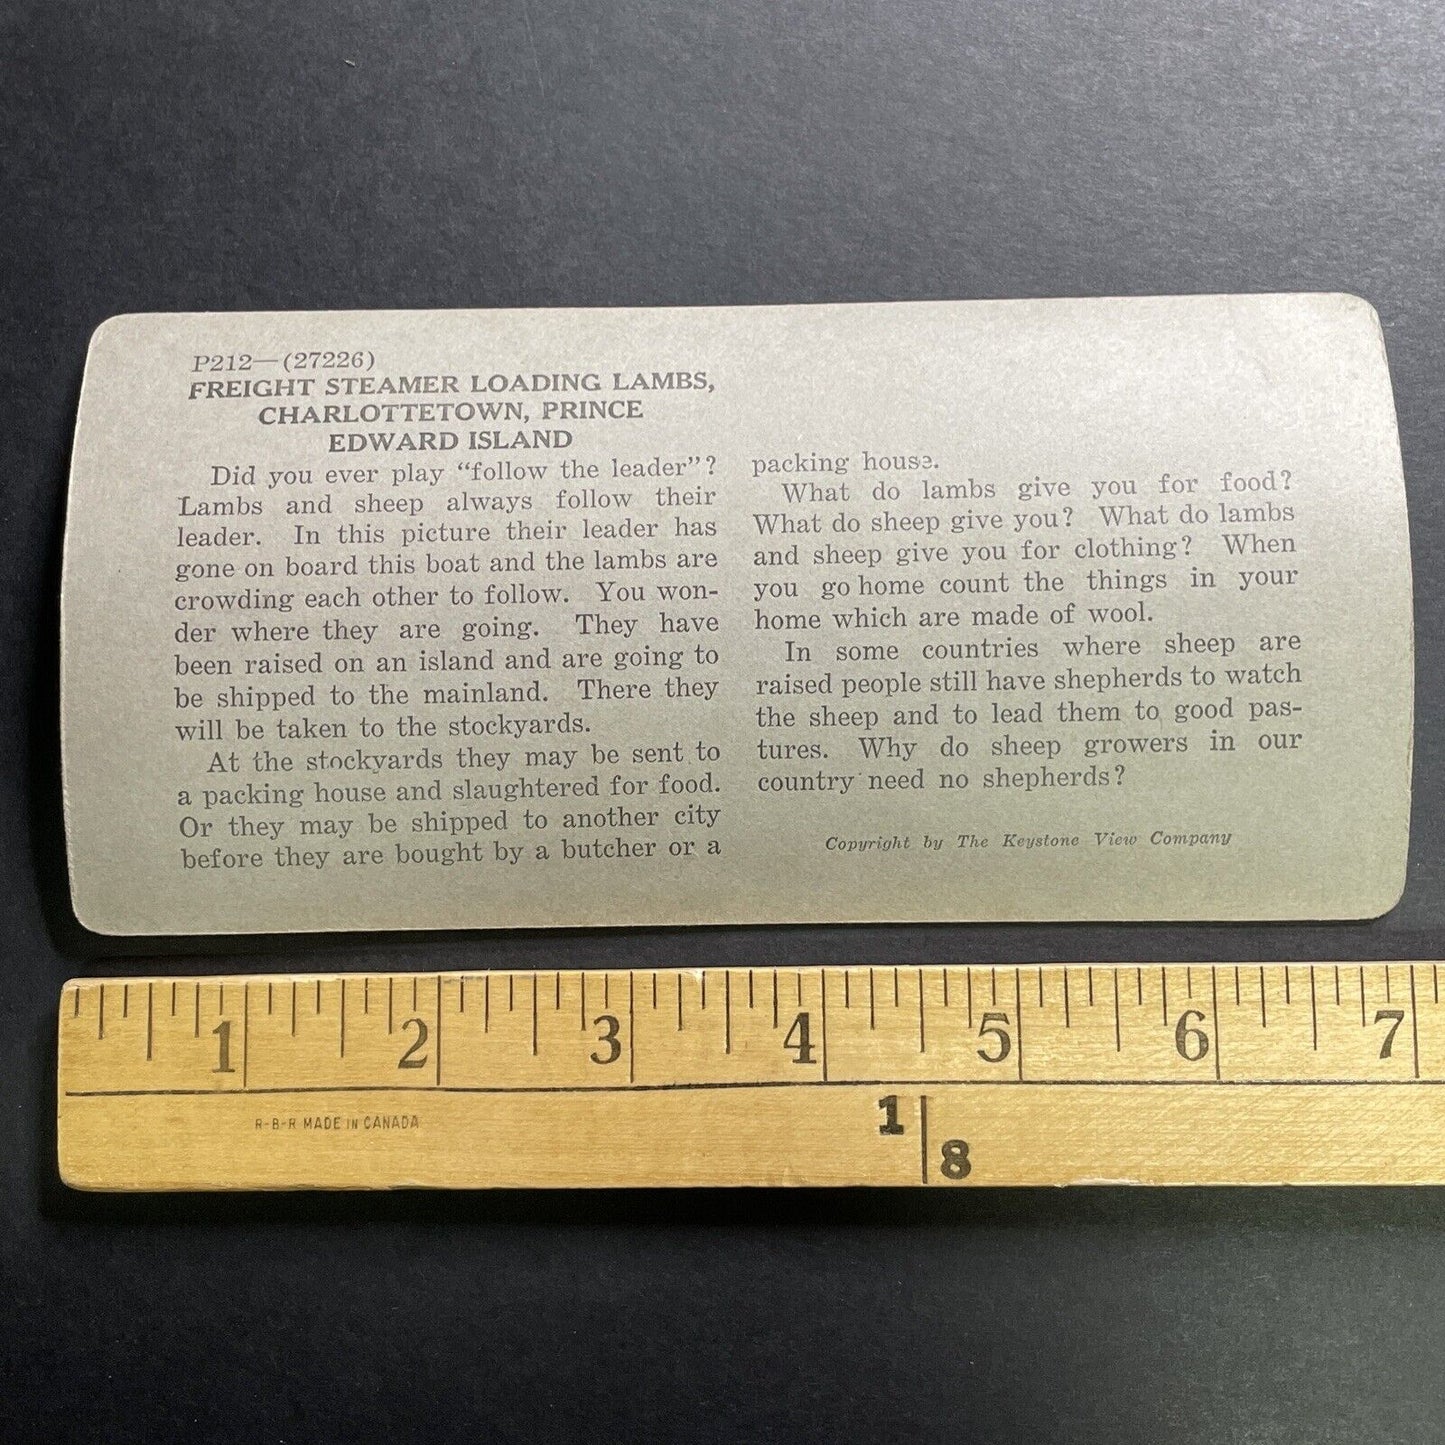 P212—(27226)
FREIGHT STEAMER LOADING LAMBS,
CHARLOTTETOWN, PRINCE
EDWARD ISLAND
Did you ever play “follow the leader”?
Lambs and sheep always follow their
leader. In this picture their leader has
gone on board this boat and the lambs are
crowding each other to follow. You won-
der where they are going. They have
been raised on an island and are going to
be shipped to the mainland. There they
will be taken to the stockyards.
At the stockyards they may be sent to
a packing house and slaughtered for food.
Or they may be shipped to another city
before they are bought by a butcher or a
packing house.
What do lambs give you for food?
What do sheep give you? What do lambs
and sheep give you for clothing? When
you go home count the things in your
home which are made of wool.
In some countries where sheep are
raised people still have shepherds to watch
the sheep and to lead them to good pas-
tures. Why do sheep growers in our
country need no shepherds?
Copyright by The Keystone View Company
1 2 3 4 5 6 7
R-B-R MADE IN CANADA
1
8